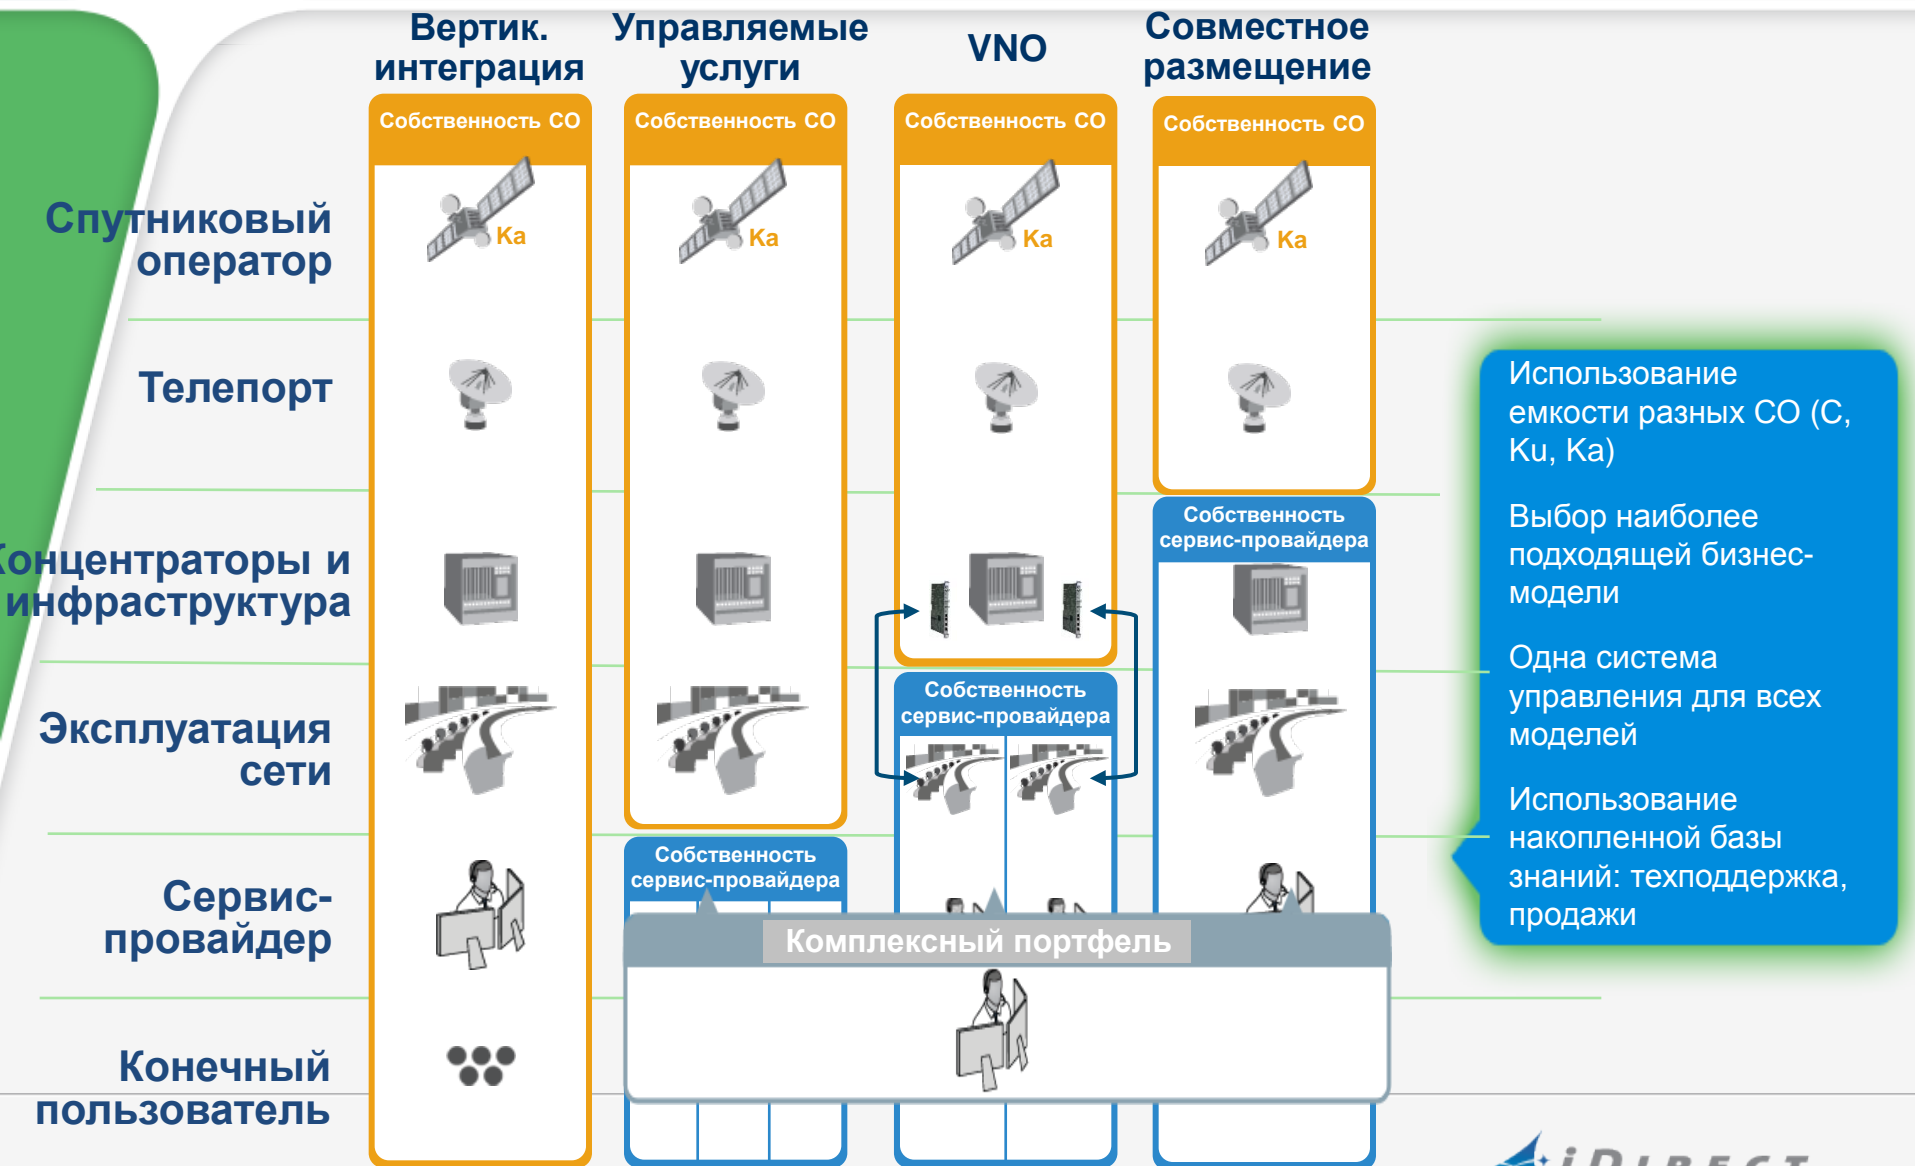 Вертик.
интеграция
Управляемые
услуги
VNO
Совместное
размещение
Собственность СО
Собственность СО
Собственность СО
Собственность СО
Спутниковый
оператор
Ka
Ka
Ka
Ka
Телепорт
Использование
емкости разных СО (C,
Ku, Ka)
Выбор наиболее
подходящей бизнес-
модели
Одна система
управления для всех
моделей
Использование
накопленной базы
знаний: техподдержка,
продажи
Концентраторы и
инфраструктура
Собственность
сервис-провайдера
Эксплуатация
сети
Собственность
сервис-провайдера
Сервис-
провайдер
Собственность
сервис-провайдера
Комплексный портфель
Конечный
пользователь
iDIRECT